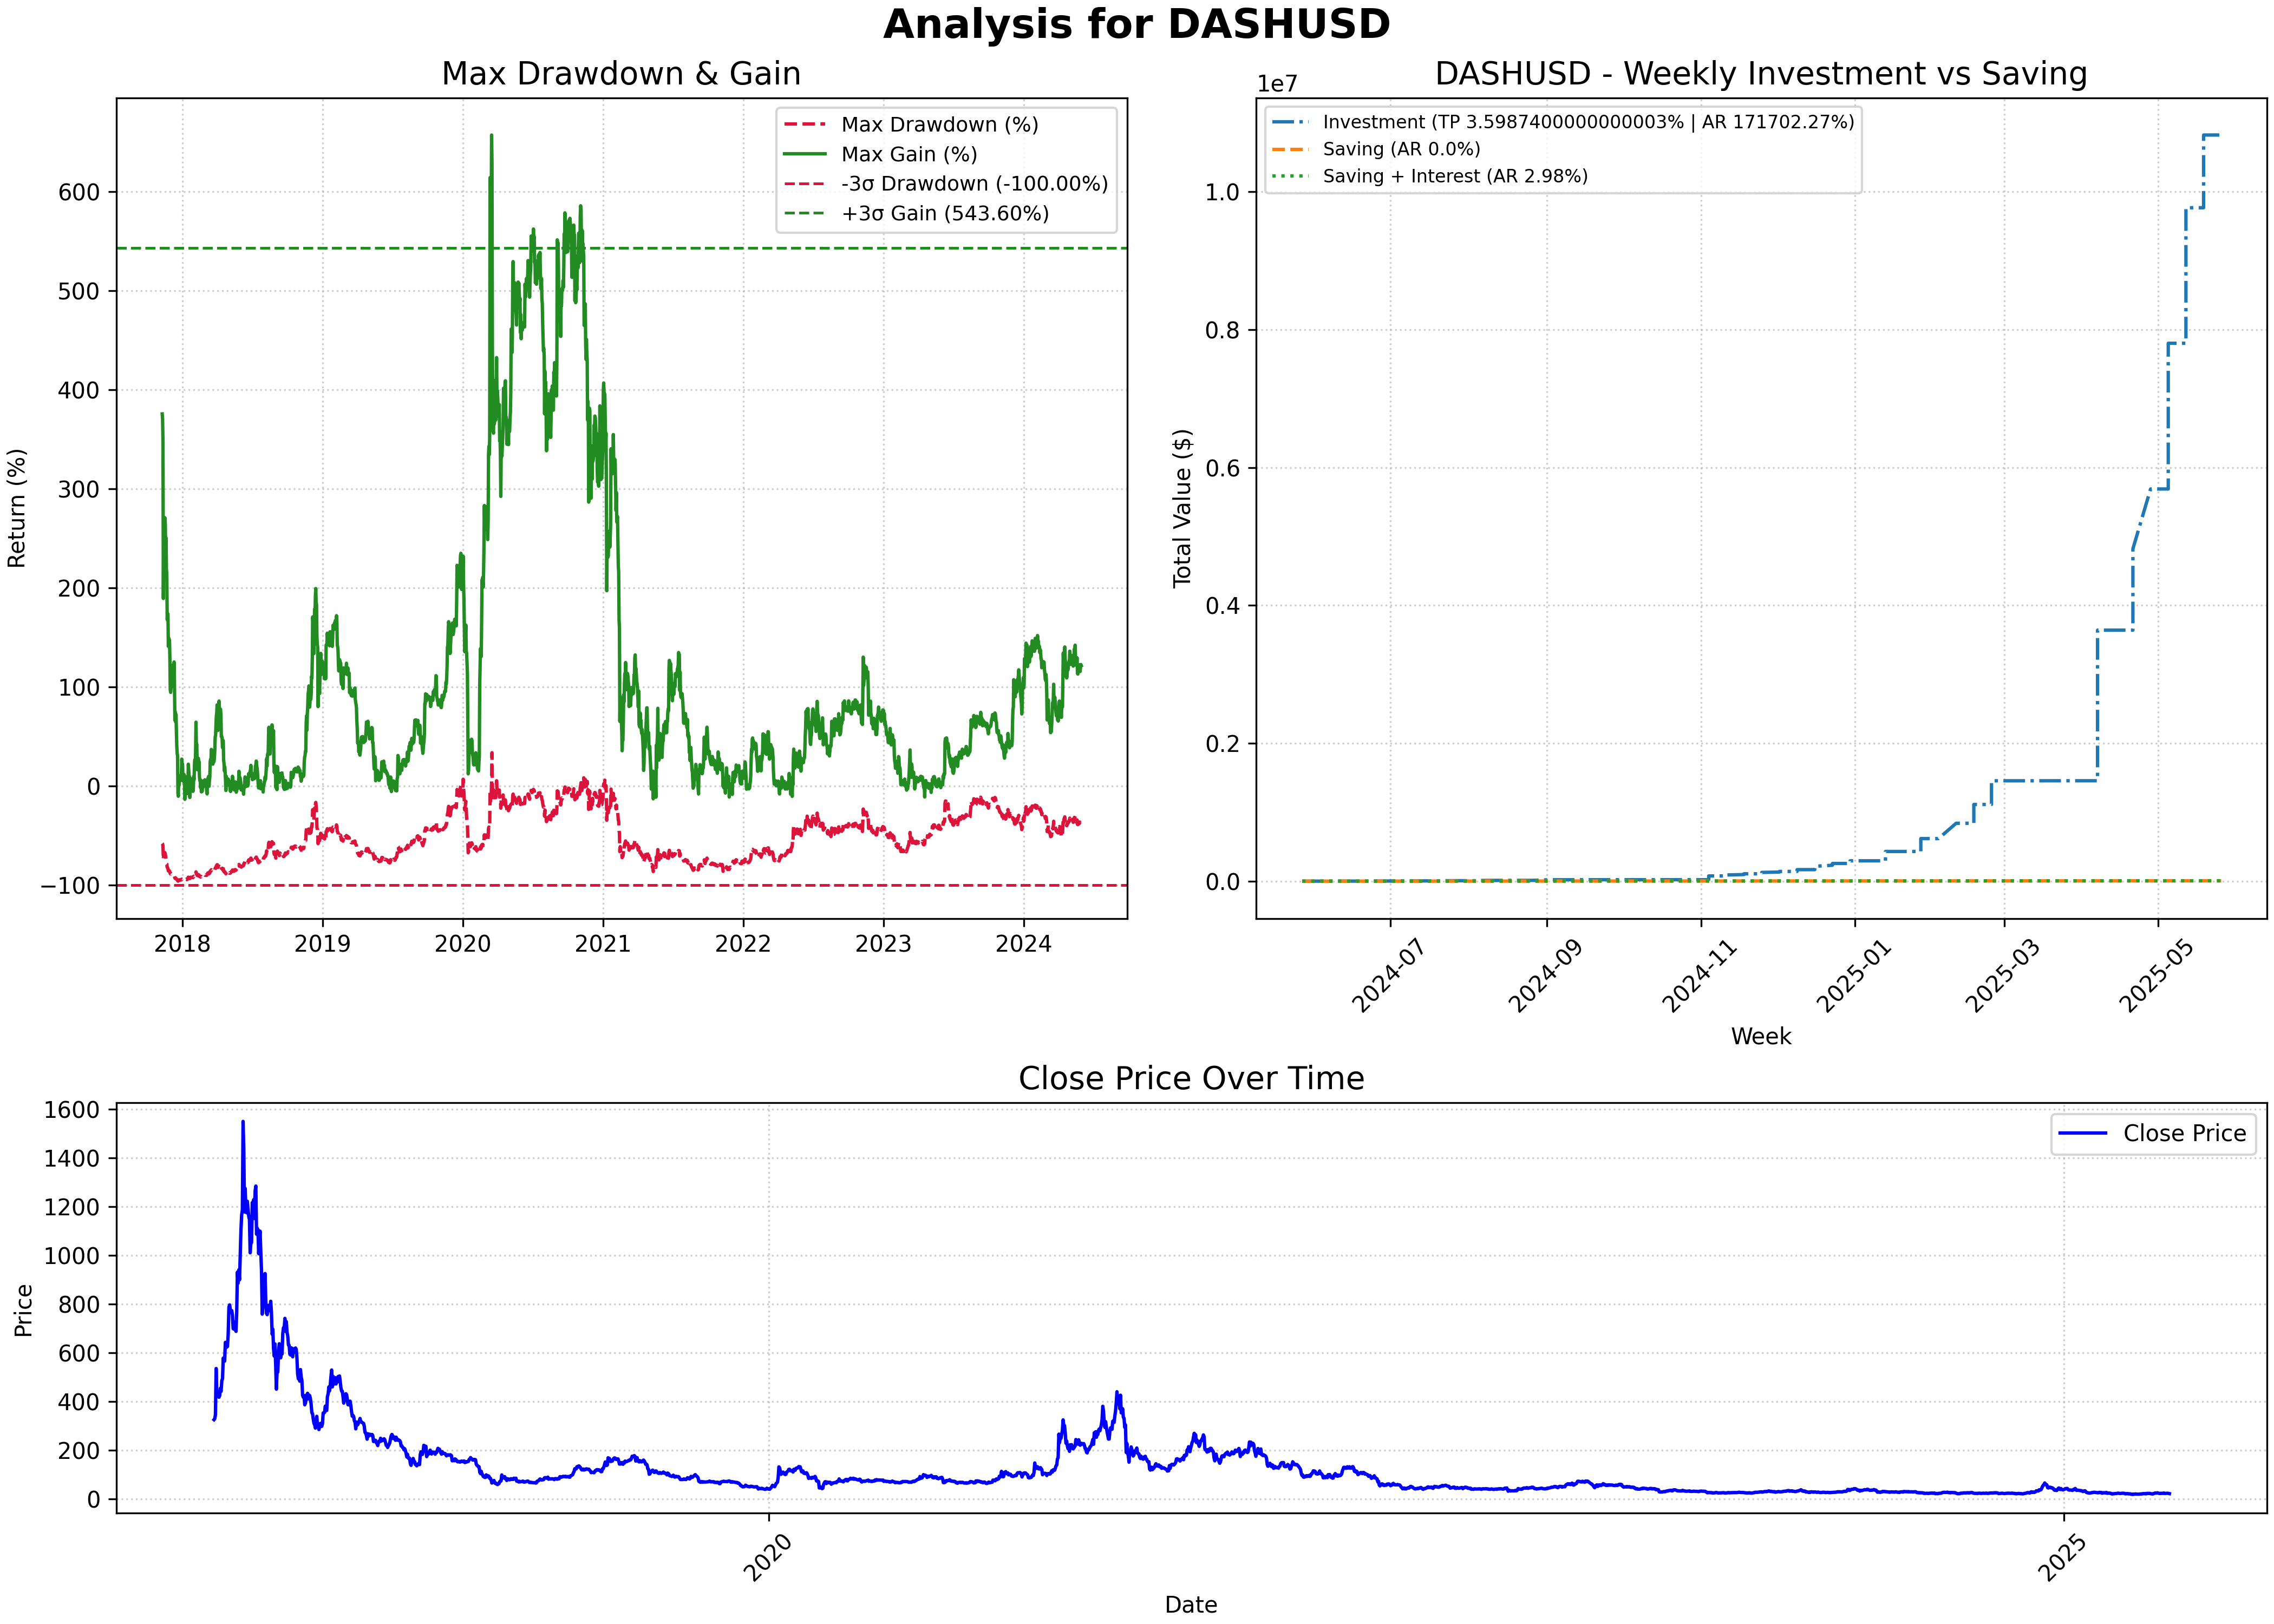 Analysis for DASHUSD
Max Drawdown & Gain
Max Drawdown (%)
Max Gain (%)
-3σ Drawdown (-100.00%)
+3σ Gain (543.60%)
Return (%)
600
500
400
300
200
100
0
−100
2018
2019
2020
2021
2022
2023
2024
DASHUSD - Weekly Investment vs Saving
1e7
Investment (TP 3.5987400000000003% | AR 171702.27%)
Saving (AR 0.0%)
Saving + Interest (AR 2.98%)
Total Value ($)
1.0
0.8
0.6
0.4
0.2
0.0
2024-07
2024-09
2024-11
2025-01
2025-03
2025-05
Week
Close Price Over Time
Close Price
Price
1600
1400
1200
1000
800
600
400
200
0
2020
2025
Date